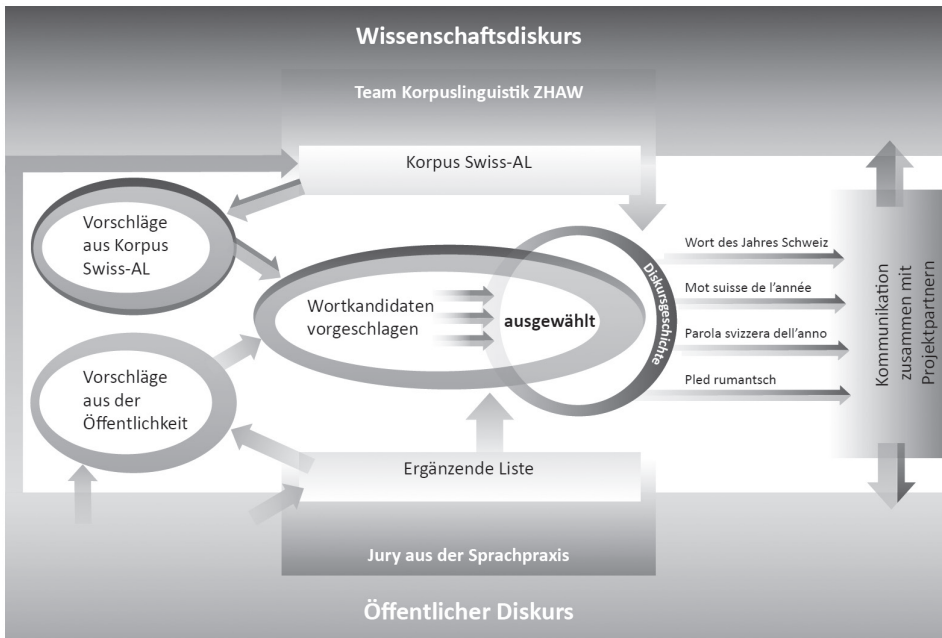 Wissenschaftsdiskurs
Team Korpuslinguistik ZHAW
Korpus Swiss-AL
Vorschläge
aus Korpus
Swiss-AL
Wortkandidaten
vorgeschlagen
ausgewählt
Diskursgeschichte
Wort des Jahres Schweiz
Mot suisse de l'année
Parola svizzera dell'anno
Pled rumantsch
Kommunikation
zusammen mit
Projektpartnern
Vorschläge
aus der
Öffentlichkeit
Ergänzende Liste
Jury aus der Sprachpraxis
Öffentlicher Diskurs